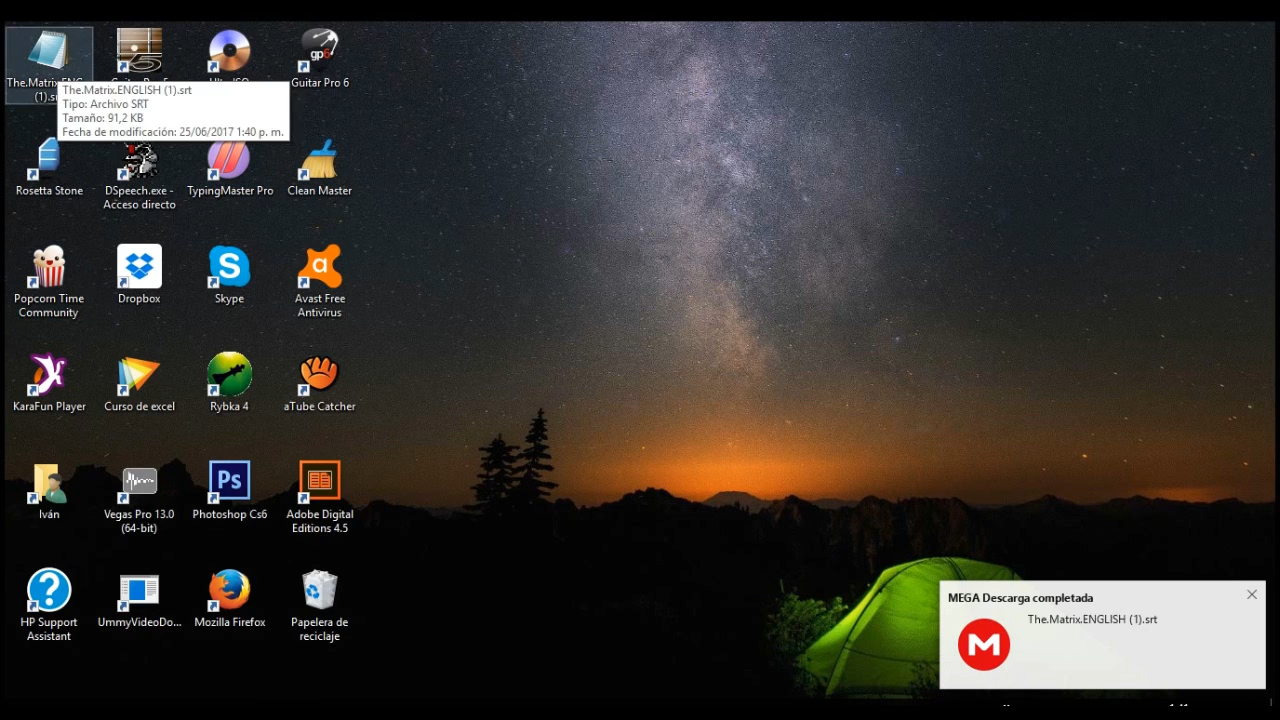 The.Matrix.ENG
(1).s
The.Matrix.ENGLISH (1).srt
Tipo: Archivo SRT
Tamaño: 91,2 KB
Fecha de modificación: 25/06/2017 1:40 p. m.
gp6
Guitar Pro 6
Rosetta Stone
DSpeech.exe -
Acceso directo
TypingMaster Pro
Clean Master
Popcorn Time
Community
Dropbox
S
Skype
a
Avast Free
Antivirus
KaraFun Player
Curso de excel
Rybka 4
aTube Catcher
Iván
Vegas Pro 13.0
(64-bit)
Ps
Photoshop Cs6
Adobe Digital
Editions 4.5
?
HP Support
Assistant
UmmyVideoDo...
Mozilla Firefox
Papelera de
reciclaje
MEGA Descarga completada
The.Matrix.ENGLISH (1).srt
M